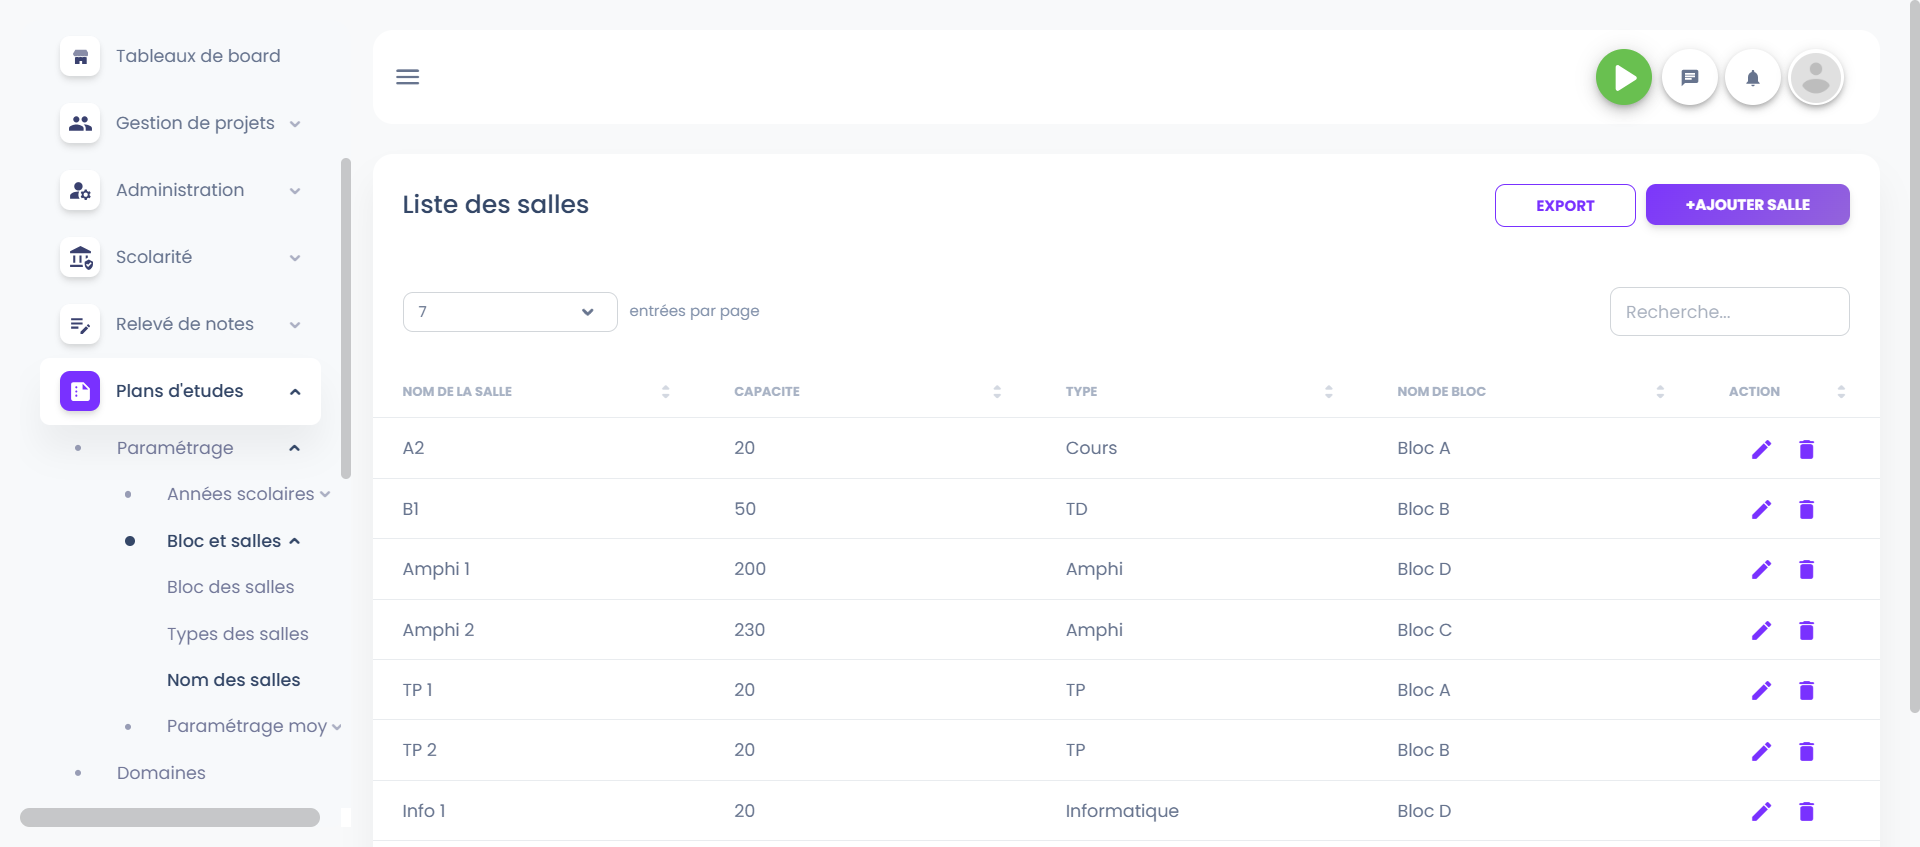 Tableaux de board
Gestion de projets
Administration
Scolarité
Relevé de notes
Plans d'etudes
Paramétrage
Années scolaires
Bloc et salles
Bloc des salles
Types des salles
Nom des salles
Paramétrage moy
Domaines
Liste des salles
EXPORT
+AJOUTER SALLE
7 entrées par page
Recherche...
NOM DE LA SALLE CAPACITE TYPE NOM DE BLOC ACTION
A2 20 Cours Bloc A
B1 50 TD Bloc B
Amphi 1 200 Amphi Bloc D
Amphi 2 230 Amphi Bloc C
TP 1 20 TP Bloc A
TP 2 20 TP Bloc B
Info 1 20 Informatique Bloc D